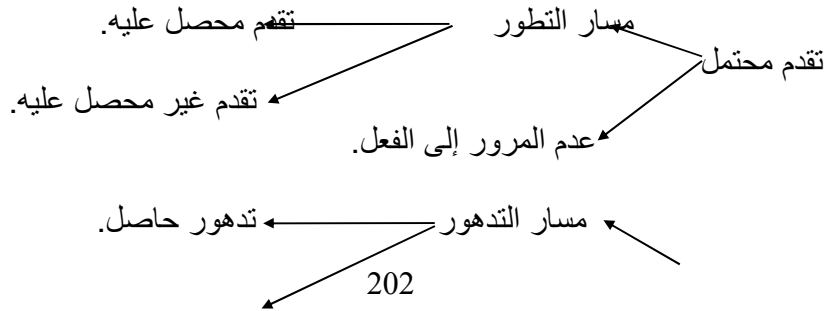 مسار التطور تقدم محصل عليه.
تقدم محتمل
تقدم غير محصل عليه.
عدم المرور إلى الفعل.
مسار التدهور تدهور حاصل.
202